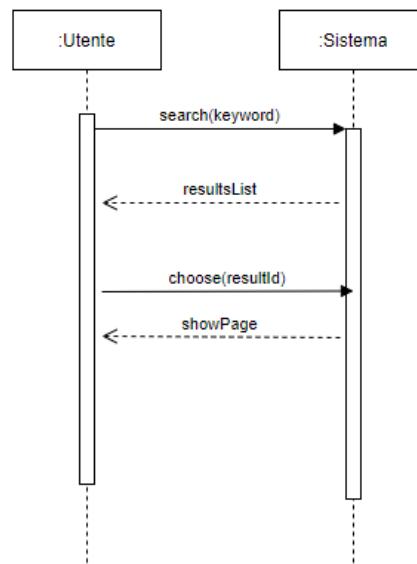 :Utente
:Sistema
search(keyword)
resultsList
choose(resultId)
showPage